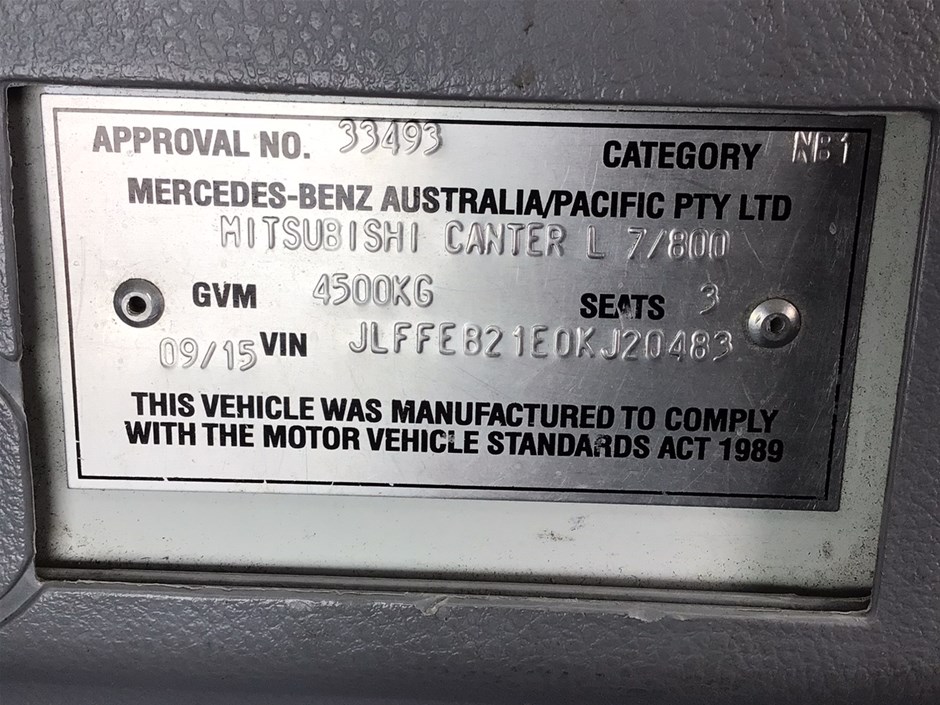 APPROVAL NO. 33493 CATEGORY NB1
MERCEDES-BENZ AUSTRALIA/PACIFIC PTY LTD
MITSUBISHI CANTER L 7/800
GVM 4500KG SEATS 3
09/15 VIN JLFFEB21E0KJ20483
THIS VEHICLE WAS MANUFACTURED TO COMPLY
WITH THE MOTOR VEHICLE STANDARDS ACT 1989